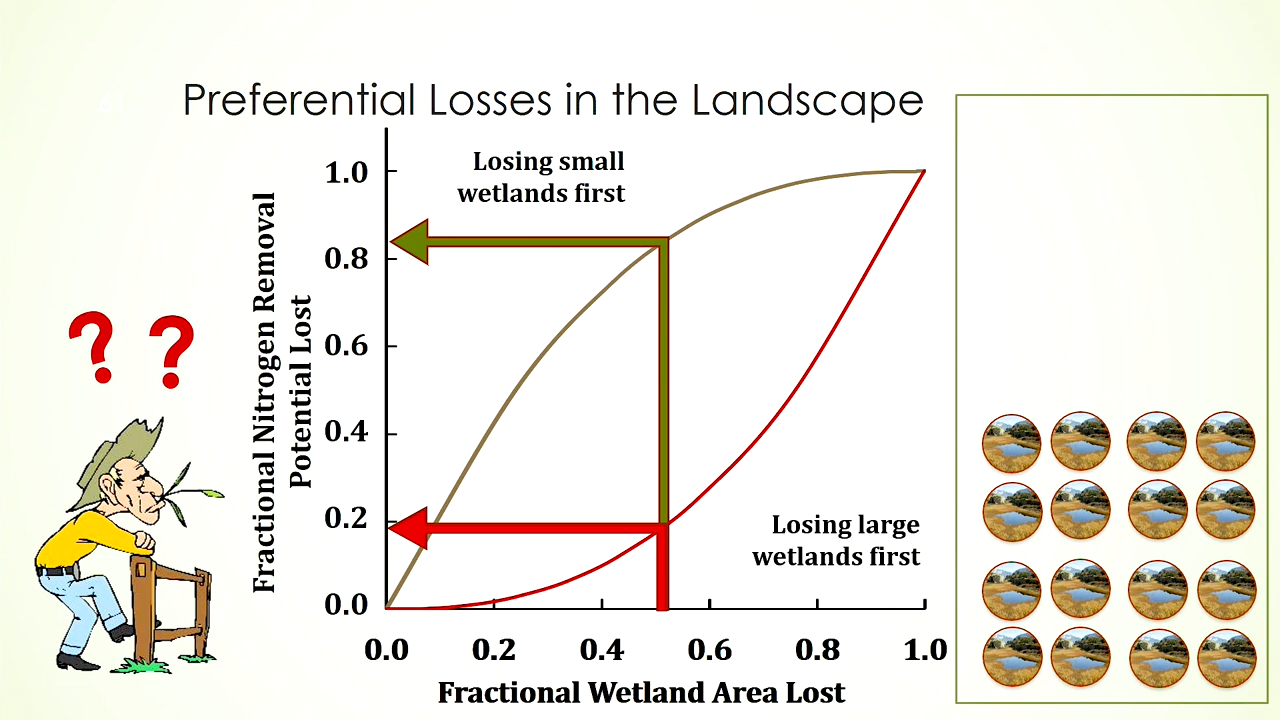 Preferential Losses in the Landscape
Losing small
wetlands first
1.0
0.8
0.6
0.4
0.2
0.0
Fractional Nitrogen Removal
Potential Lost
? ?
Losing large
wetlands first
0.0 0.2 0.4 0.6 0.8 1.0
Fractional Wetland Area Lost